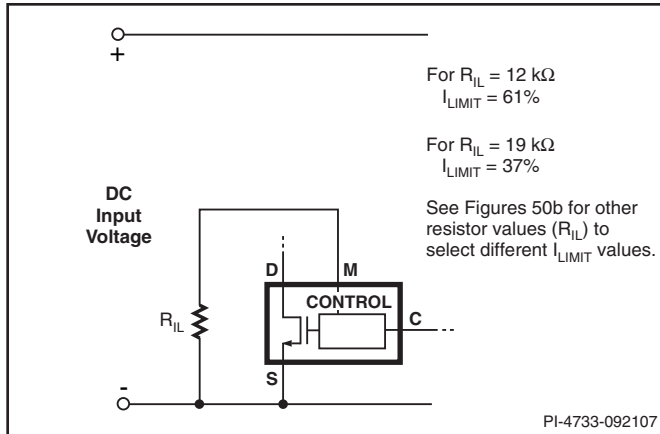 +
For R_IL = 12 kΩ
I_LIMIT = 61%
For R_IL = 19 kΩ
I_LIMIT = 37%
See Figures 50b for other
resistor values (R_IL) to
select different I_LIMIT values.
DC
Input
Voltage
D
M
CONTROL
C
R_IL
S
-
PI-4733-092107